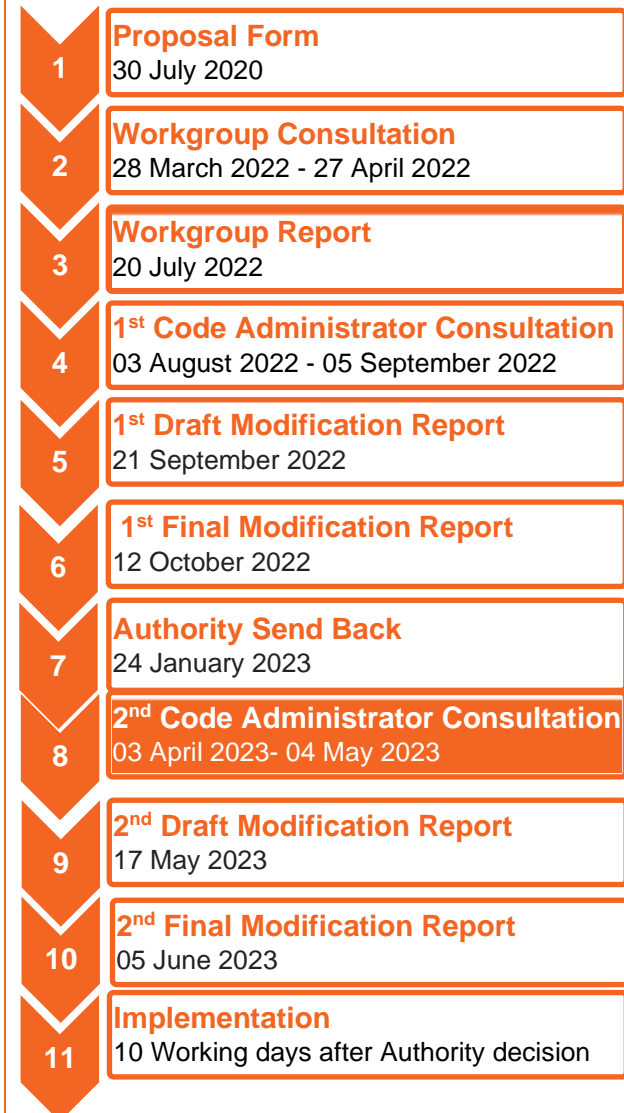 1
Proposal Form
30 July 2020
2
Workgroup Consultation
28 March 2022 - 27 April 2022
3
Workgroup Report
20 July 2022
4
1st Code Administrator Consultation
03 August 2022 - 05 September 2022
5
1st Draft Modification Report
21 September 2022
6
1st Final Modification Report
12 October 2022
7
Authority Send Back
24 January 2023
8
2nd Code Administrator Consultation
03 April 2023- 04 May 2023
9
2nd Draft Modification Report
17 May 2023
10
2nd Final Modification Report
05 June 2023
11
Implementation
10 Working days after Authority decision